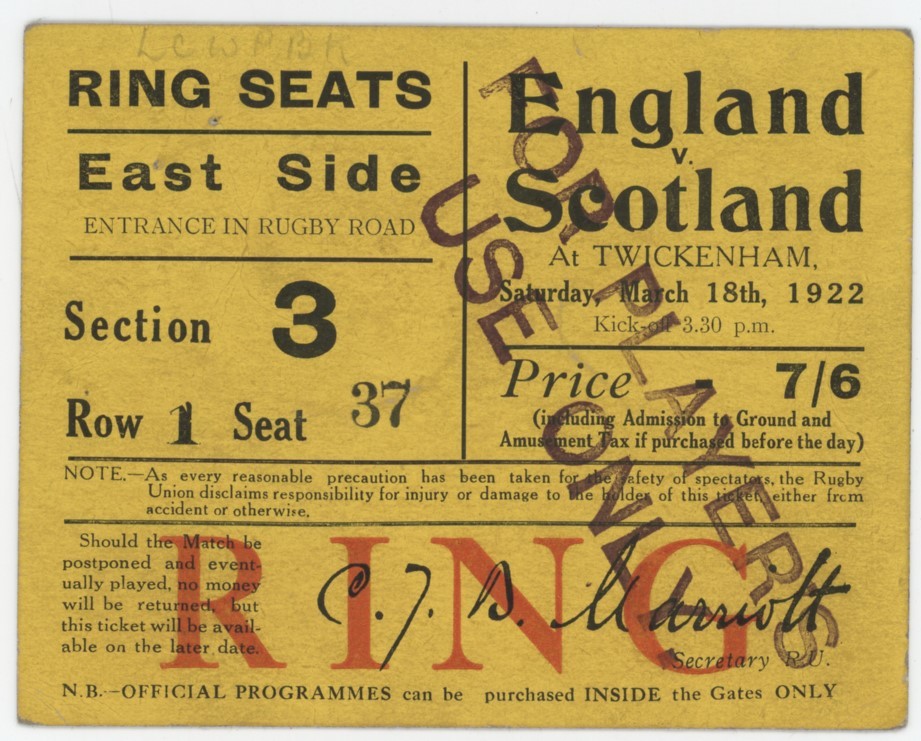 RING SEATS
East Side
ENTRANCE IN RUGBY ROAD
Section 3
Row 1 Seat 37
England
v.
Scotland
At TWICKENHAM,
Saturday, March 18th, 1922
Kick-off 3.30 p.m.
Price - 7/6
(including Admission to Ground and
Amusement Tax if purchased before the day)
FOR PLAYERS
USE ONLY
NOTE.—As every reasonable precaution has been taken for the safety of spectators, the Rugby
Union disclaims responsibility for injury or damage to the holder of this ticket, either from
accident or otherwise.
Should the Match be
postponed and event-
ually played, no money
will be returned, but
this ticket will be avail-
able on the later date.
RING
C. J. B. Marriott
Secretary R.U.
N.B.—OFFICIAL PROGRAMMES can be purchased INSIDE the Gates ONLY